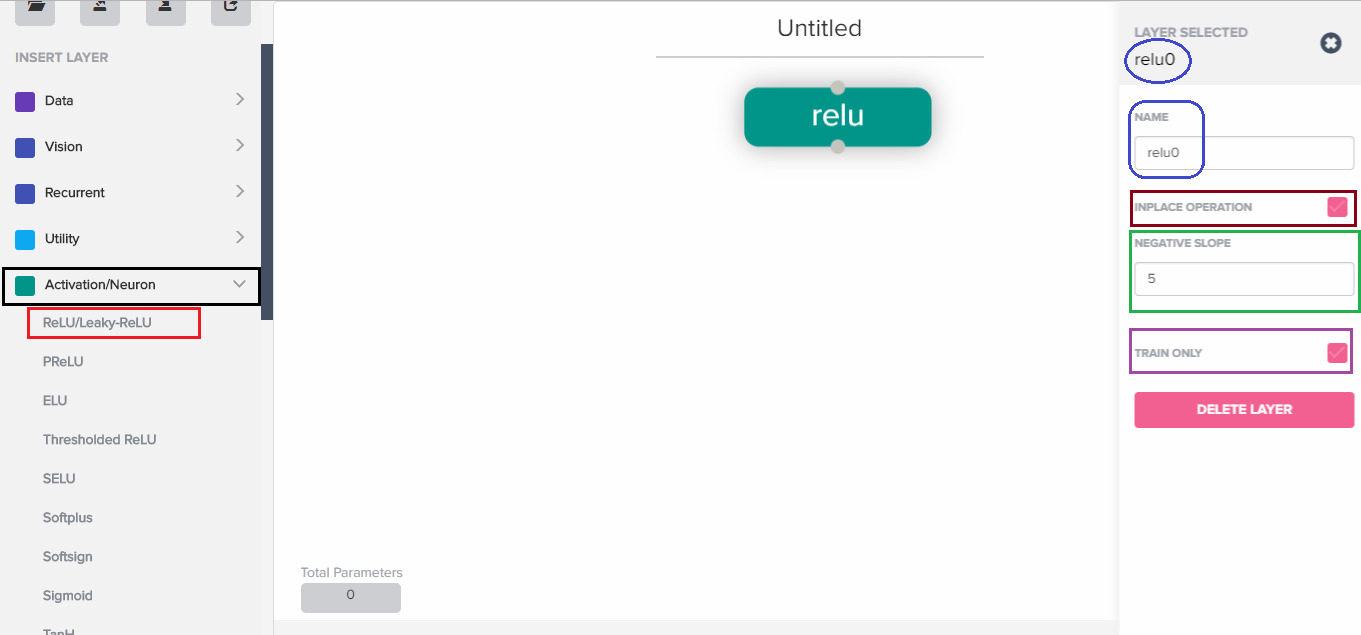 INSERT LAYER
Data
Vision
Recurrent
Utility
Activation/Neuron
ReLU/Leaky-ReLU
PReLU
ELU
Thresholded ReLU
SELU
Softplus
Softsign
Sigmoid
TanH
Untitled
relu
Total Parameters
0
LAYER SELECTED
relu0
NAME
relu0
INPLACE OPERATION
NEGATIVE SLOPE
5
TRAIN ONLY
DELETE LAYER